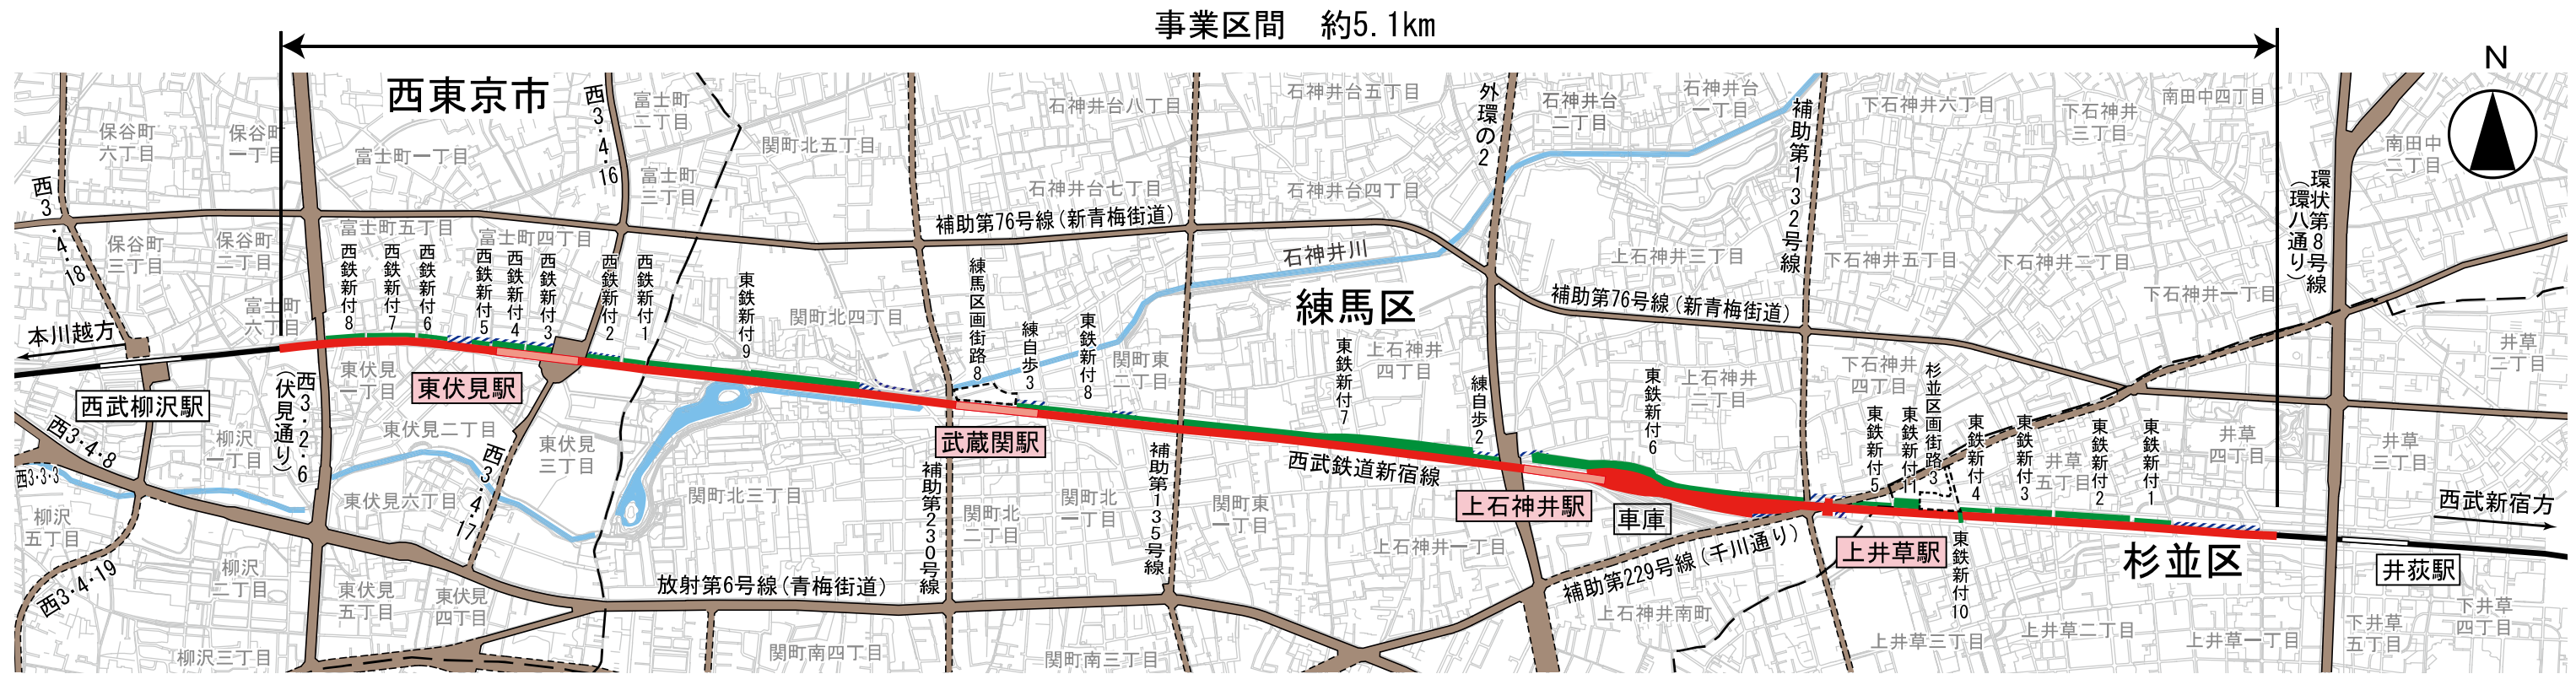 事業区間　約5.1km
N
西東京市
練馬区
杉並区
保谷町
六丁目
保谷町
一丁目
富士町一丁目
西3・4・16
富士町
二丁目
富士町
三丁目
関町北五丁目
石神井台八丁目
石神井台七丁目
石神井台五丁目
石神井台四丁目
外環の2
石神井台
二丁目
石神井台
一丁目
補助第132号線
下石神井六丁目
下石神井
三丁目
南田中四丁目
南田中
二丁目
環状第8号線
(環八通り)
西3・4・18
保谷町
三丁目
保谷町
二丁目
富士町
六丁目
富士町五丁目
富士町四丁目
補助第76号線(新青梅街道)
石神井川
上石神井三丁目
補助第76号線(新青梅街道)
下石神井五丁目
下石神井二丁目
下石神井一丁目
西鉄新付8
西鉄新付7
西鉄新付6
西鉄新付5
西鉄新付4
西鉄新付3
西鉄新付2
西鉄新付1
東鉄新付9
関町北四丁目
練馬区画街路8
練自歩3
東鉄新付8
関町東
二丁目
東鉄新付7
上石神井
四丁目
練自歩2
東鉄新付6
上石神井
二丁目
下石神井
四丁目
東鉄新付5
東鉄新付11
杉並区画街路3
東鉄新付4
東鉄新付3
東鉄新付2
東鉄新付1
東鉄新付10
井草
五丁目
井草
四丁目
井草
三丁目
井草
二丁目
本川越方
西武柳沢駅
東伏見駅
武蔵関駅
上石神井駅
車庫
上井草駅
井荻駅
西武新宿方
西武鉄道新宿線
西3・2・6
(伏見通り)
東伏見
一丁目
東伏見二丁目
東伏見
三丁目
東伏見六丁目
東伏見
五丁目
東伏見
四丁目
西3・4・8
西3・3・3
西3・4・17
西3・4・19
柳沢
一丁目
柳沢
五丁目
柳沢
二丁目
柳沢三丁目
関町北三丁目
補助第230号線
関町北
二丁目
関町北
一丁目
補助第135号線
関町東
一丁目
上石神井一丁目
放射第6号線(青梅街道)
補助第229号線(千川通り)
上石神井南町
関町南四丁目
関町南三丁目
上井草三丁目
上井草二丁目
上井草一丁目
下井草
五丁目
下井草
四丁目